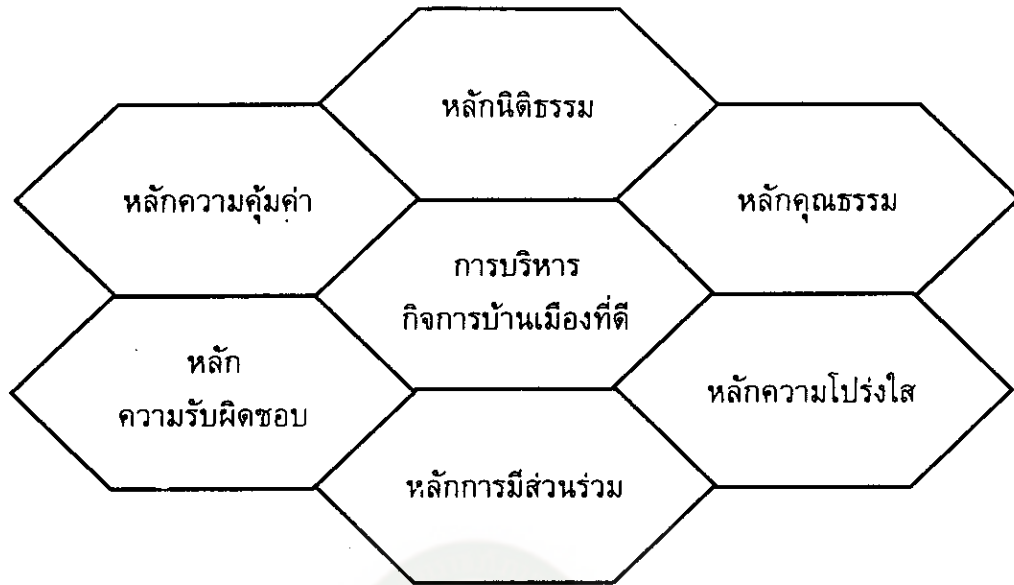 หลักนิติธรรม
หลักความคุ้มค่า
หลักคุณธรรม
การบริหาร
กิจการบ้านเมืองที่ดี
หลัก
ความรับผิดชอบ
หลักความโปร่งใส
หลักการมีส่วนร่วม